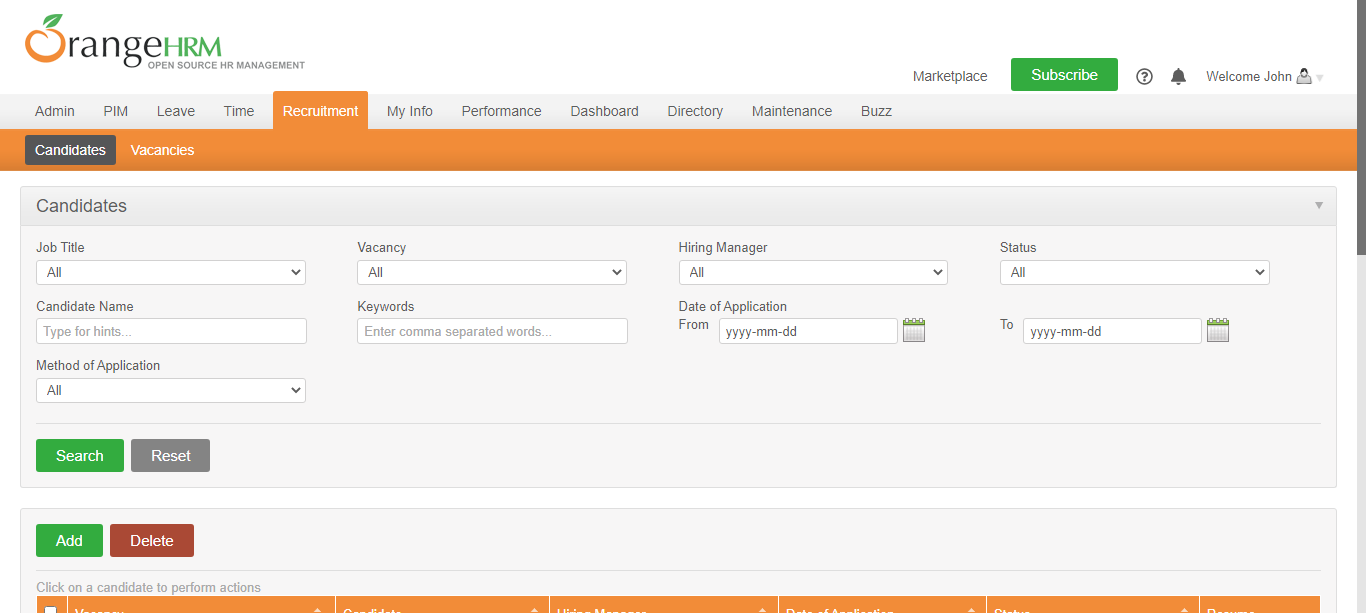 OrangeHRM
OPEN SOURCE HR MANAGEMENT
Marketplace Subscribe Welcome John
Admin PIM Leave Time Recruitment My Info Performance Dashboard Directory Maintenance Buzz
Candidates Vacancies
Candidates
Job Title Vacancy Hiring Manager Status
All All All All
Candidate Name Keywords Date of Application
Type for hints... Enter comma separated words... From yyyy-mm-dd To yyyy-mm-dd
Method of Application
All
Search Reset
Add Delete
Click on a candidate to perform actions
Vacancy Candidate Hiring Manager Date of Application Status Resume